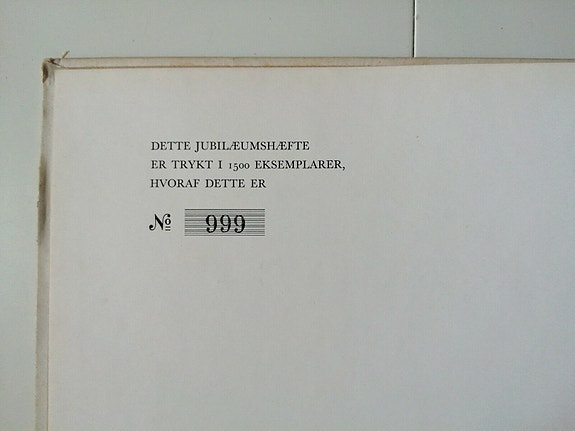 DETTE JUBILÆUMSHÆFTE
ER TRYKT I 1500 EKSEMPLARER,
HVORAF DETTE ER
№ 999